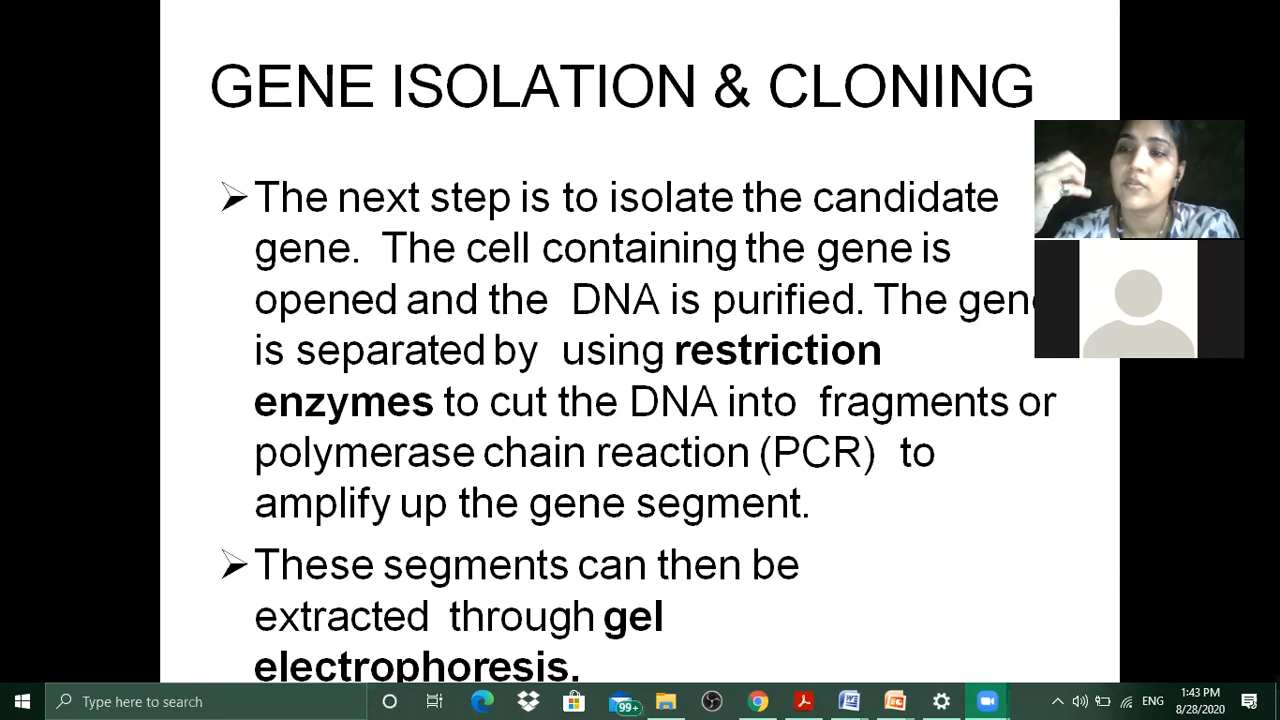 GENE ISOLATION & CLONING
The next step is to isolate the candidate
gene. The cell containing the gene is
opened and the DNA is purified. The gen
is separated by using restriction
enzymes to cut the DNA into fragments or
polymerase chain reaction (PCR) to
amplify up the gene segment.
These segments can then be
extracted through gel
electrophoresis.
Type here to search
99+
ENG
1:43 PM
8/28/2020